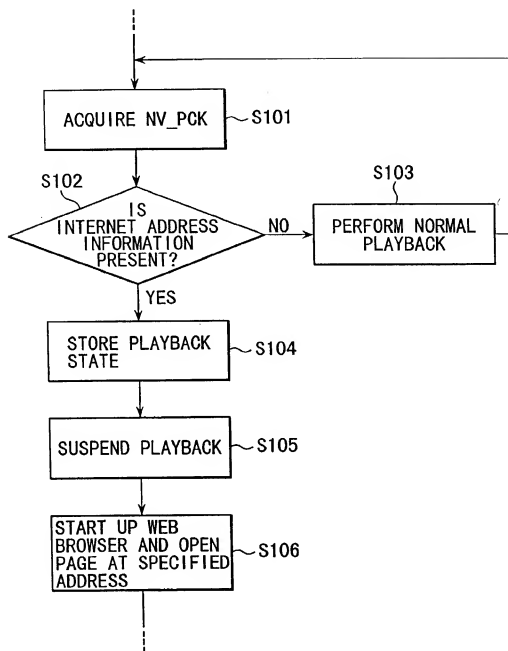 ACQUIRE NV_PCK
S101
S102
IS
INTERNET ADDRESS
INFORMATION
PRESENT?
NO
S103
PERFORM NORMAL
PLAYBACK
YES
STORE PLAYBACK
STATE
S104
SUSPEND PLAYBACK
S105
START UP WEB
BROWSER AND OPEN
PAGE AT SPECIFIED
ADDRESS
S106